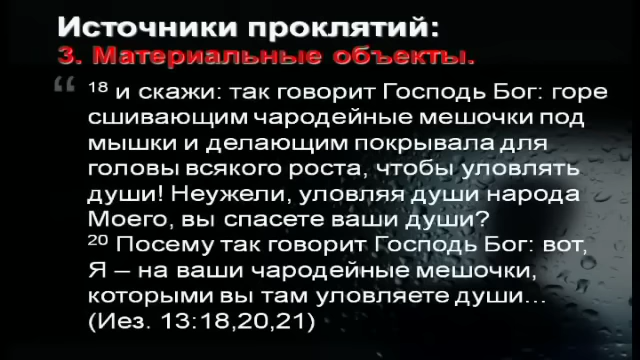 Источники проклятий:
3. Материальные объекты.
“ 18 и скажи: так говорит Господь Бог: горе
сшивающим чародейные мешочки под
мышки и делающим покрывала для
головы всякого роста, чтобы уловлять
души! Неужели, уловляя души народа
Моего, вы спасете ваши души?
20 Посему так говорит Господь Бог: вот,
Я – на ваши чародейные мешочки,
которыми вы там уловляете души...
(Иез. 13:18,20,21)